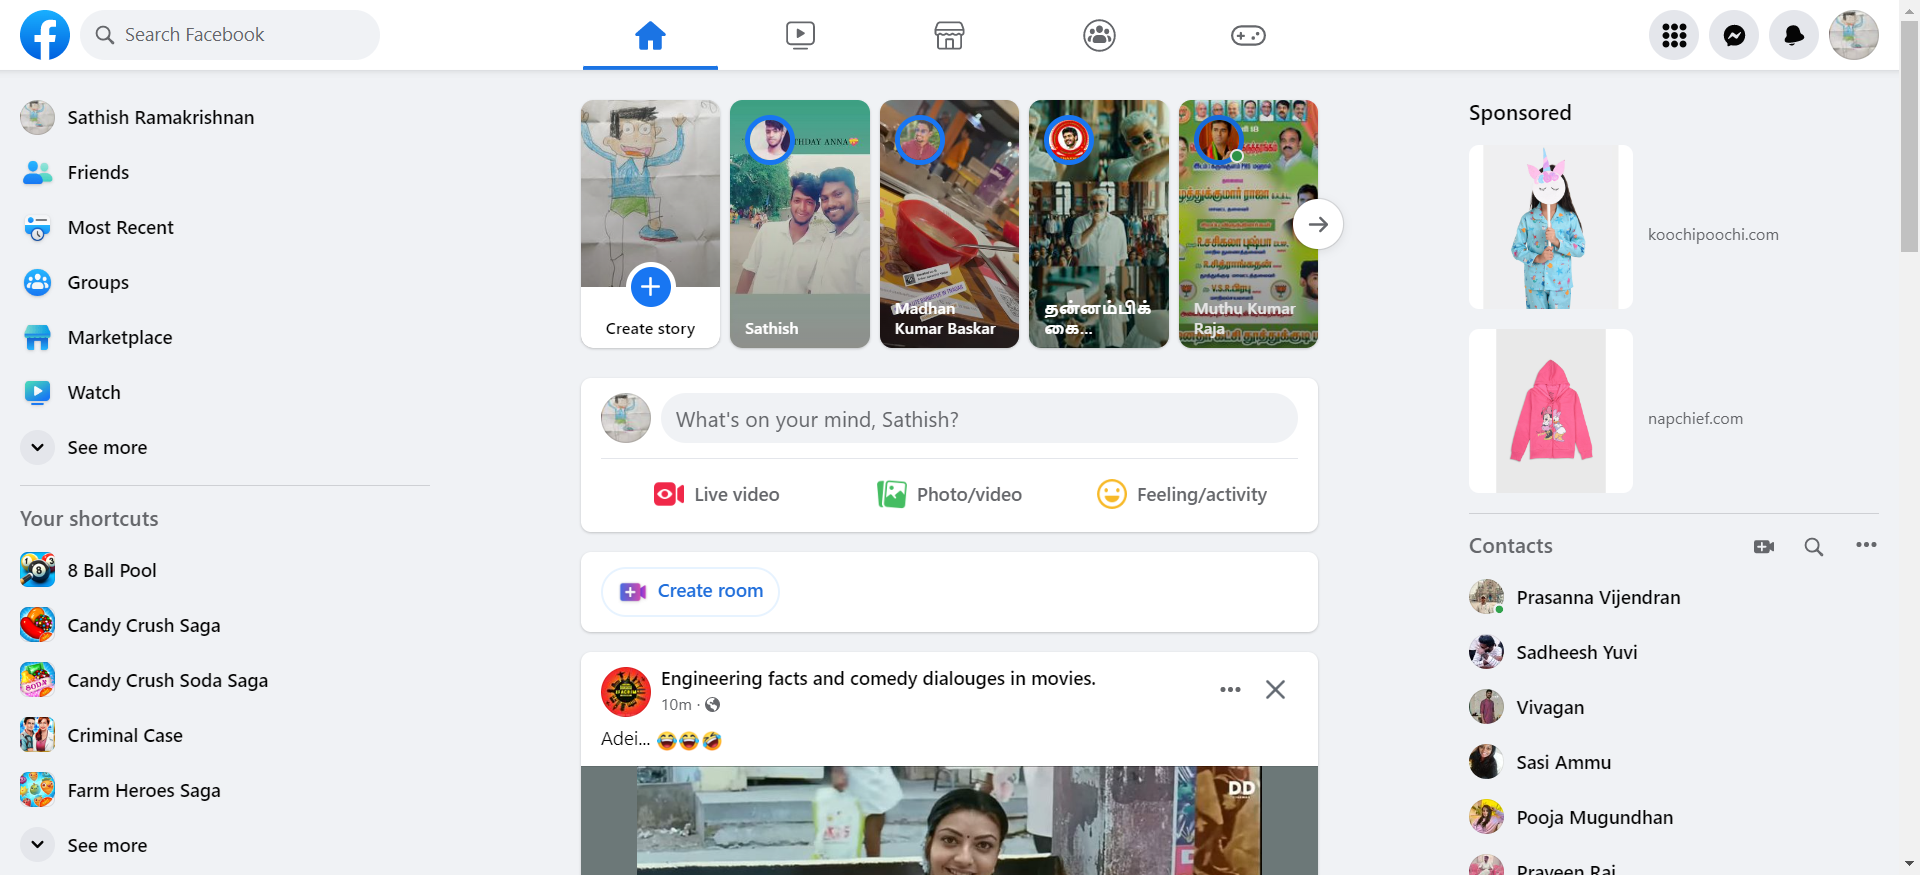 Search Facebook
Sathish Ramakrishnan
Friends
Most Recent
Groups
Marketplace
Watch
See more
Your shortcuts
8 Ball Pool
Candy Crush Saga
Candy Crush Soda Saga
Criminal Case
Farm Heroes Saga
See more
Create story
THDAY ANNA
Sathish
Madhan
Kumar Baskar
தன்னம்பிக்
கை...
Muthu Kumar
Raja
What's on your mind, Sathish?
Live video
Photo/video
Feeling/activity
Create room
Engineering facts and comedy dialouges in movies.
10m ·
Adei...
DD
Sponsored
koochipoochi.com
napchief.com
Contacts
Prasanna Vijendran
Sadheesh Yuvi
Vivagan
Sasi Ammu
Pooja Mugundhan
Praveen Raj